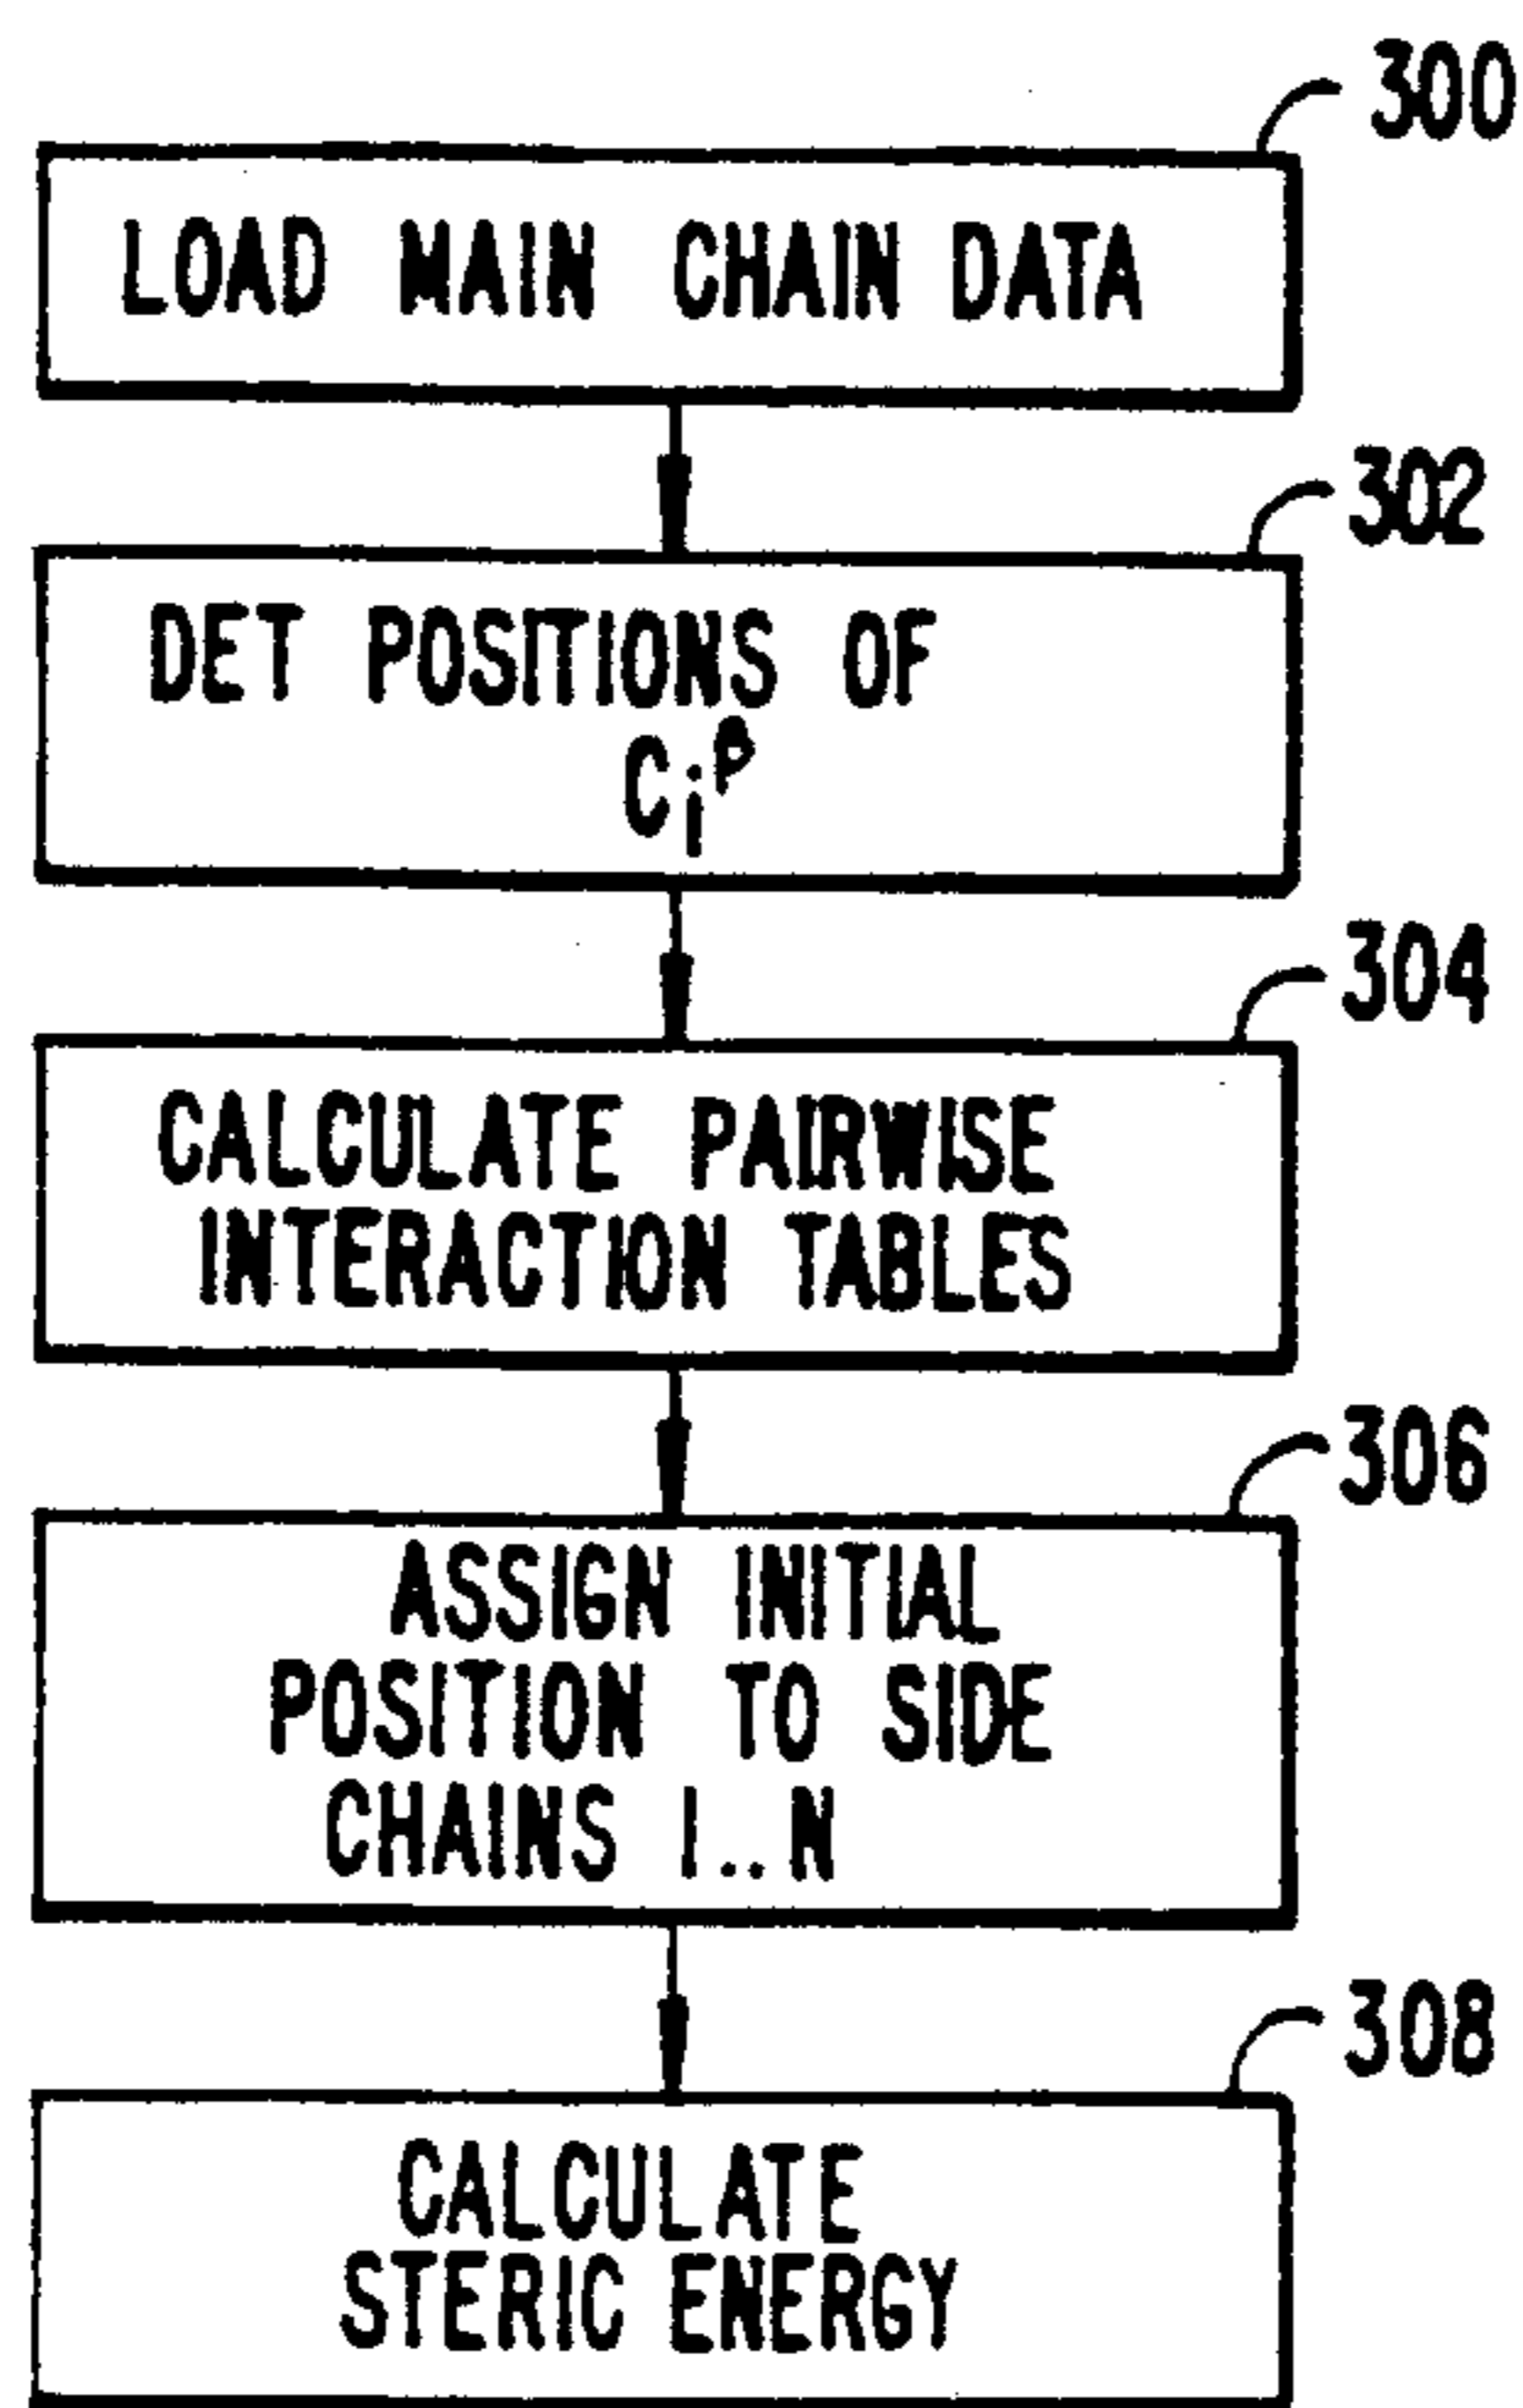 300
LOAD MAIN CHAIN DATA
302
DET POSITIONS OF
Cᵢᵝ
304
CALCULATE PAIRWISE
INTERACTION TABLES
306
ASSIGN INITIAL
POSITION TO SIDE
CHAINS 1..N
308
CALCULATE
STERIC ENERGY